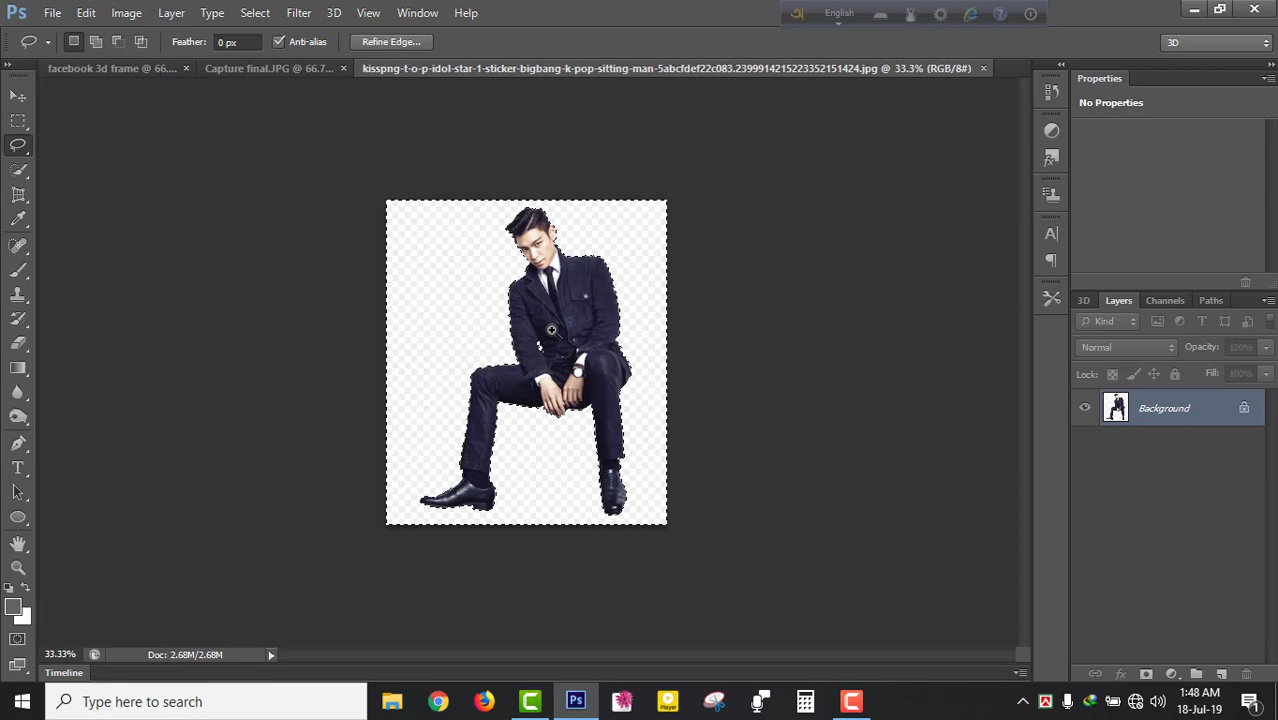 Ps File Edit Image Layer Type Select Filter 3D View Window Help
English
Feather: 0 px Anti-alias Refine Edge... 3D
facebook 3d frame @ 66.... × Capture final.JPG @ 66.7... × kisspng-t-o-p-idol-star-1-sticker-bigbang-k-pop-sitting-man-5abcfdef22c083.2399914215223352151424.jpg @ 33.3% (RGB/8#) ×
Properties
No Properties
3D Layers Channels Paths
Kind
Normal Opacity: 100%
Lock: Fill: 100%
Background
33.33% Doc: 2.68M/2.68M
Timeline
Type here to search
1:48 AM
18-Jul-19